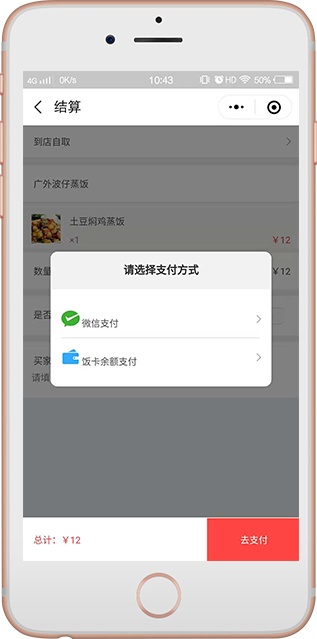 4G 0K/s 10:43 HD 50%
结算
到店自取
广外波仔蒸饭
土豆焖鸡蒸饭
×1 ￥12
请选择支付方式
数量 ￥12
微信支付
是否
饭卡余额支付
买家
请填
总计：￥12 去支付